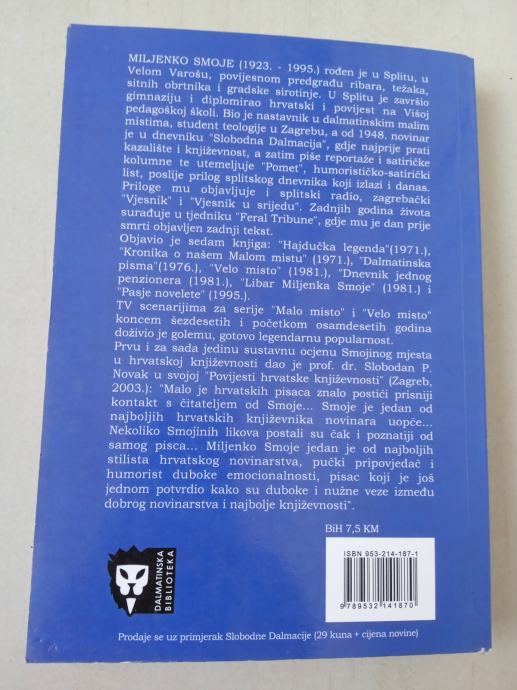 MILJENKO SMOJE (1923. - 1995.) rođen je u Splitu, u
Velom Varošu, povijesnom predgrađu ribara, težaka,
sitnih obrtnika i gradske sirotinje. U Splitu je završio
gimnaziju i diplomirao hrvatski i povijest na Višoj
pedagoškoj školi. Bio je nastavnik u dalmatinskim malim
mistima, student teologije u Zagrebu, a od 1948. novinar
je u dnevniku "Slobodna Dalmacija", gdje najprije prati
kazalište i književnost, a zatim piše reportaže i satiričke
kolumne te utemeljuje "Pomet", humorističko-satirički
list, poslije prilog splitskog dnevnika koji izlazi i danas.
Priloge mu objavljuje i splitski radio, zagrebački
"Vjesnik" i "Vjesnik u srijedu". Zadnjih godina života
surađuje u tjedniku "Feral Tribune", gdje mu je dan prije
smrti objavljen zadnji tekst.
Objavio je sedam knjiga: "Hajdučka legenda"(1971.),
"Kronika o našem Malom mistu" (1971.), "Dalmatinska
pisma"(1976.), "Velo misto" (1981.), "Dnevnik jednog
penzionera (1981.), "Libar Miljenka Smoje" (1981.) i
"Pasje novelete" (1995.).
TV scenarijima za serije "Malo misto" i "Velo misto"
koncem šezdesetih i početkom osamdesetih godina
doživio je golemu, gotovo legendarnu popularnost.
Prvu i za sada jedinu sustavnu ocjenu Smojinog mjesta
u hrvatskoj književnosti dao je prof. dr. Slobodan P.
Novak u svojoj "Povijesti hrvatske književnosti" (Zagreb,
2003.): "Malo je hrvatskih pisaca znalo postići prisniji
kontakt s čitateljem od Smoje... Smoje je jedan od
najboljih hrvatskih književnika novinara uopće...
Nekoliko Smojinih likova postali su čak i poznatiji od
samog pisca... Miljenko Smoje jedan je od najboljih
stilista hrvatskog novinarstva, pučki pripovjedač i
humorist duboke emocionalnosti, pisac koji je još
jednom potvrdio kako su duboke i nužne veze između
dobrog novinarstva i najbolje književnosti".
BiH 7,5 KM
ISBN 953-214-187-1
9 789532 141870
DALMATINSKA
BIBLIOTEKA
Prodaje se uz primjerak Slobodne Dalmacije (29 kuna + cijena novine)